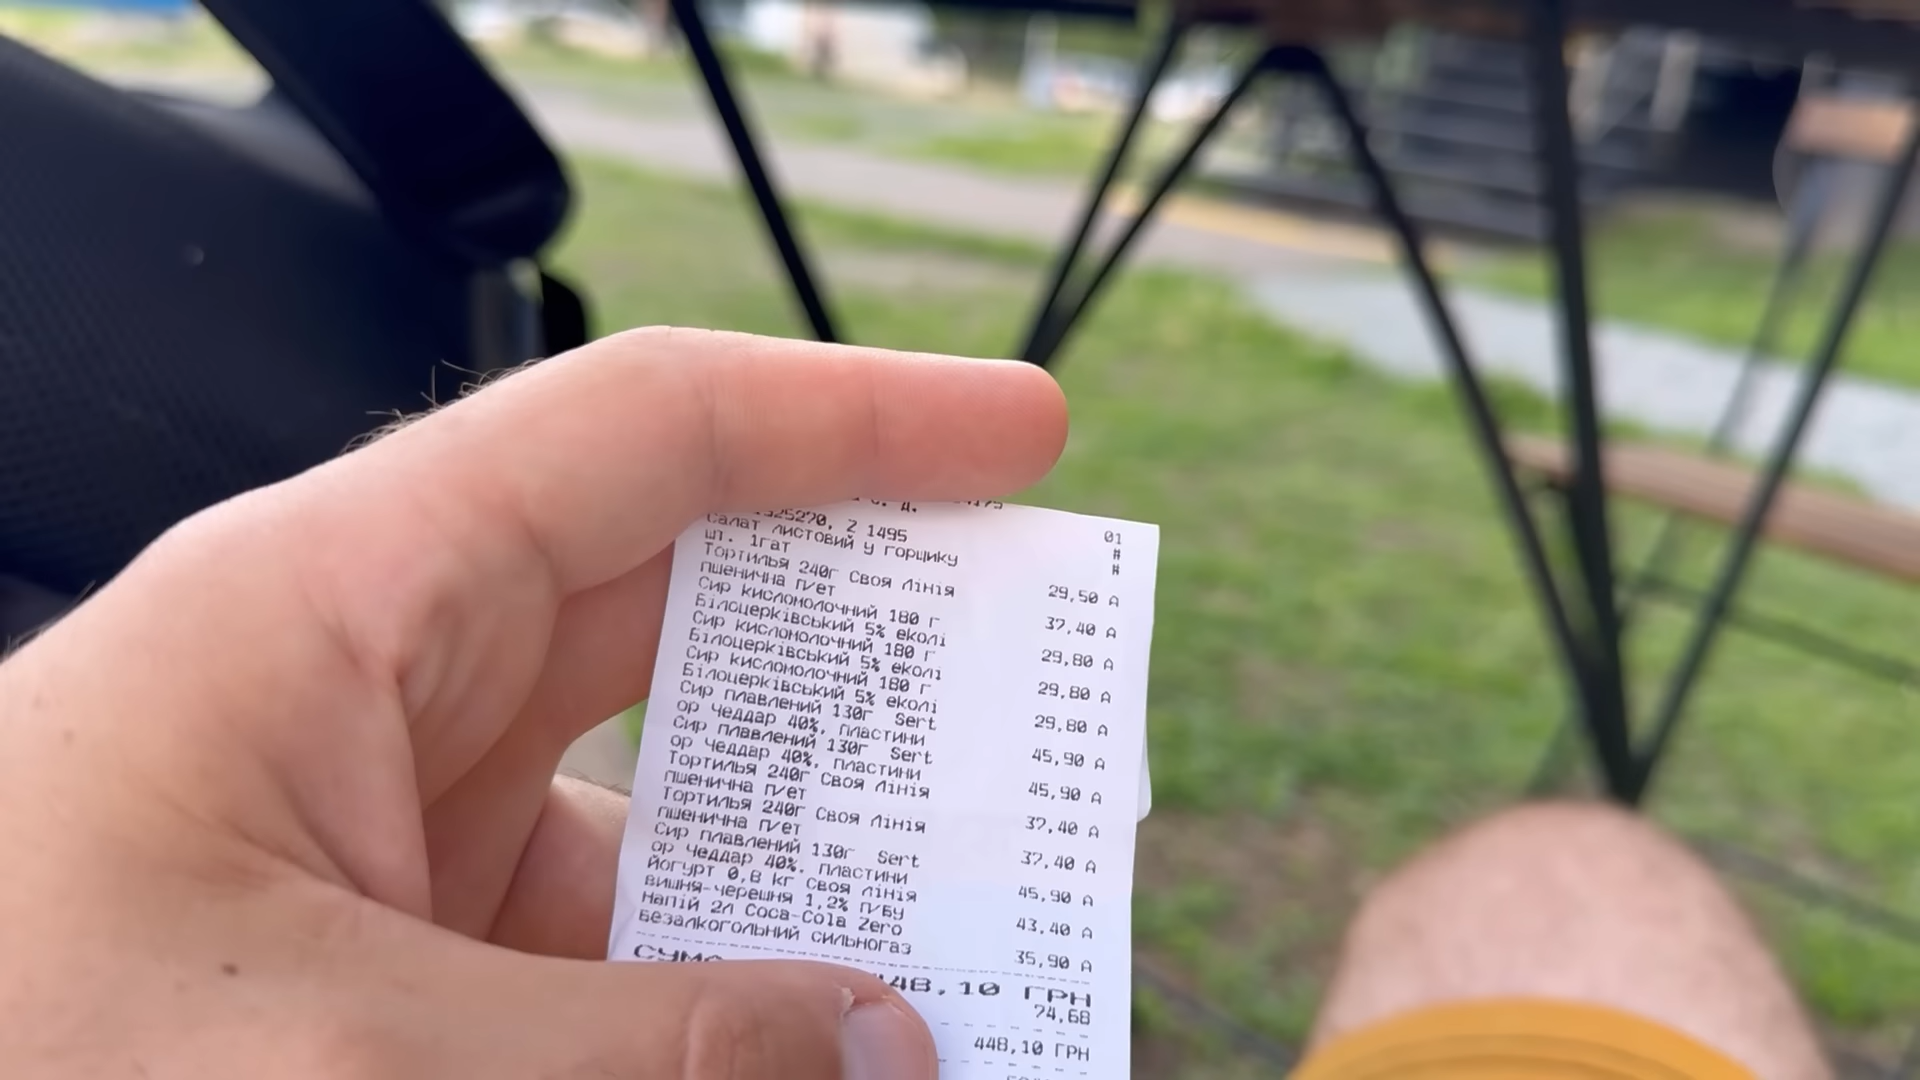 1495 01
Салат листовий у горщику #
шт. 1гат #
Тортилья 240г Своя Лінія 29,50 А
пшенична п/ет
Сир кисломолочний 180 г 37,40 А
Білоцерківський 5% еколі
Сир кисломолочний 180 г 29,80 А
Білоцерківський 5% еколі
Сир кисломолочний 180 г 29,80 А
Білоцерківський 5% еколі
Сир плавлений 130г Sert 29,80 А
ор Чеддар 40%, пластини
Сир плавлений 130г Sert 45,90 А
ор Чеддар 40%, пластини
Тортилья 240г Своя Лінія 45,90 А
пшенична п/ет
Тортилья 240г Своя Лінія 37,40 А
пшенична п/ет
Сир плавлений 130г Sert 37,40 А
ор Чеддар 40%, пластини
Йогурт 0,8 кг Своя Лінія 45,90 А
вишня-черешня 1,2% п/бу
Напій 2л Coca-Cola Zero 43,40 А
безалкогольний сильногаз
35,90 А
48,10 ГРН
74,68
448,10 ГРН